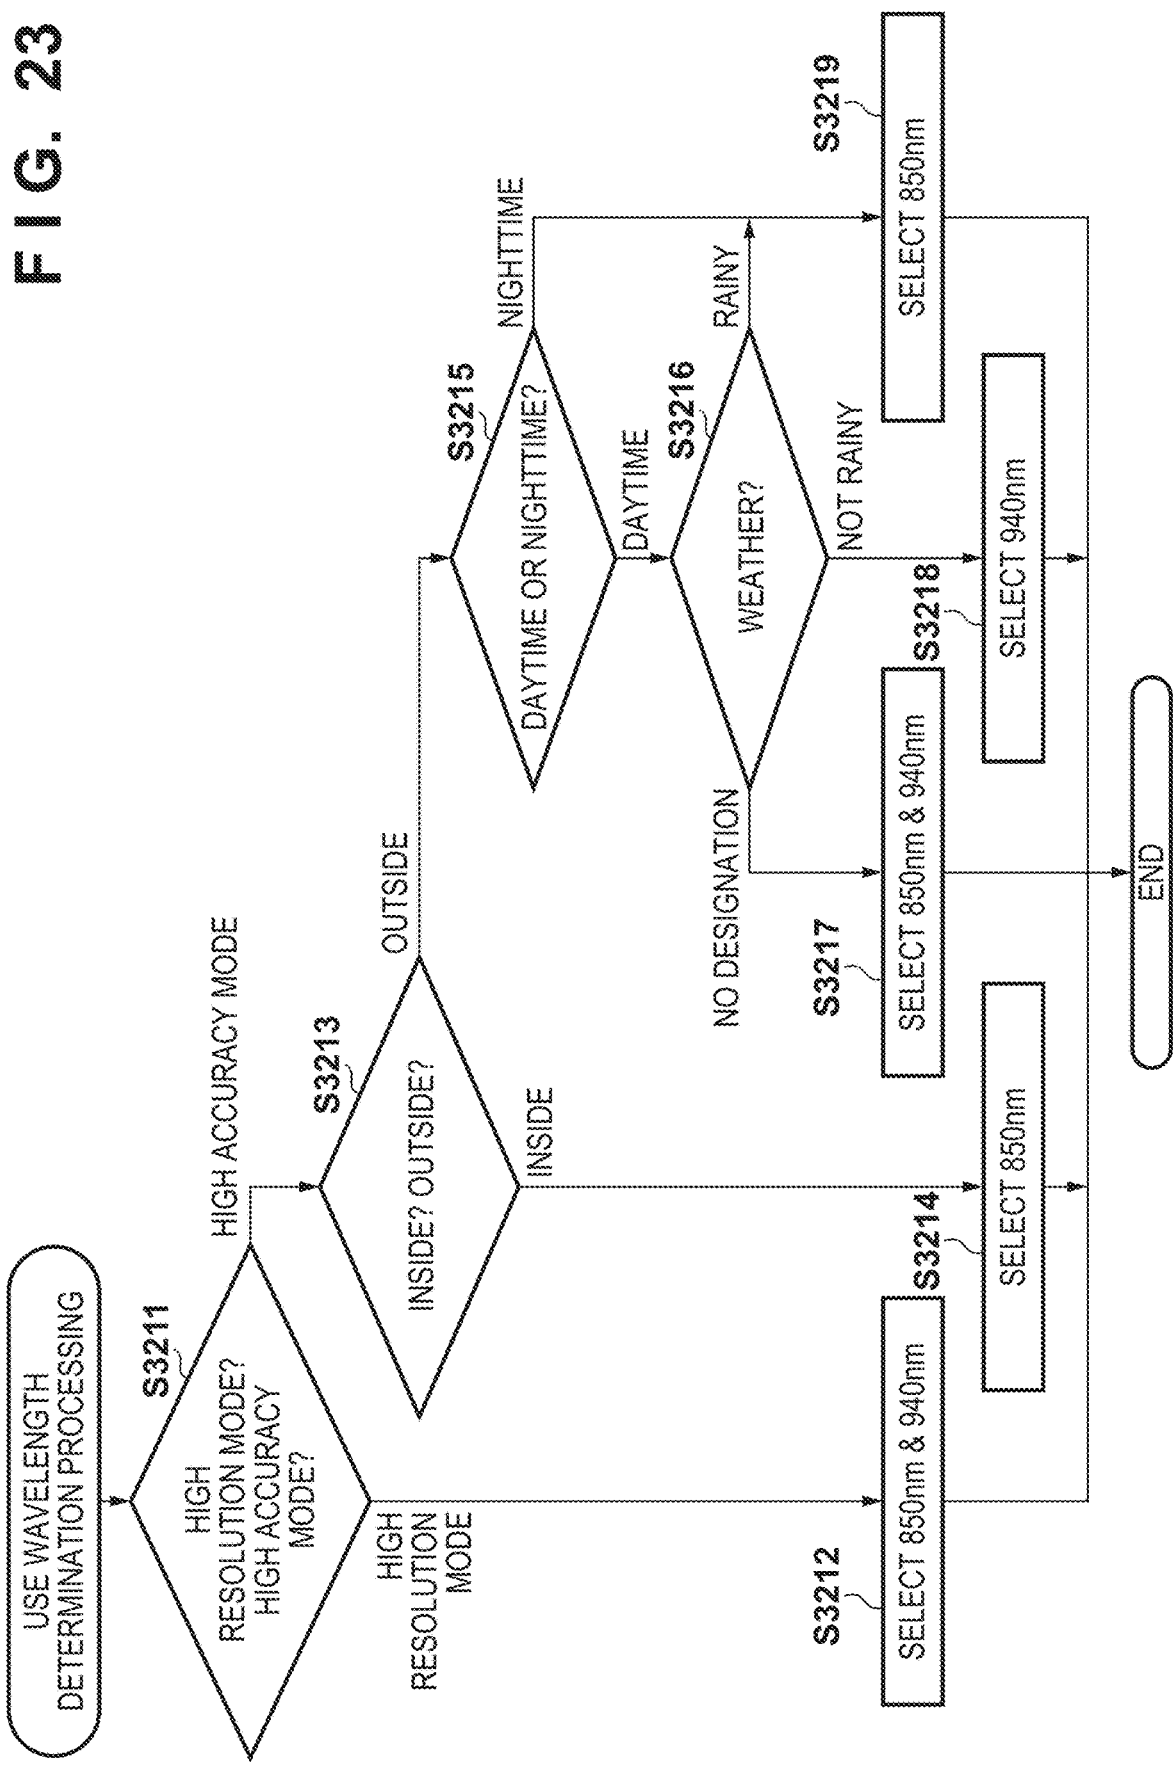 FIG. 23
USE WAVELENGTH
DETERMINATION PROCESSING
S3211
HIGH
RESOLUTION MODE?
HIGH ACCURACY
MODE?
HIGH ACCURACY MODE
HIGH
RESOLUTION
MODE
S3213
INSIDE? OUTSIDE?
OUTSIDE
INSIDE
S3215
DAYTIME OR NIGHTTIME?
NIGHTTIME
DAYTIME
S3216
WEATHER?
RAINY
NOT RAINY
NO DESIGNATION
S3212
SELECT 850nm & 940nm
S3214
SELECT 850nm
S3217
SELECT 850nm & 940nm
S3218
SELECT 940nm
S3219
SELECT 850nm
END